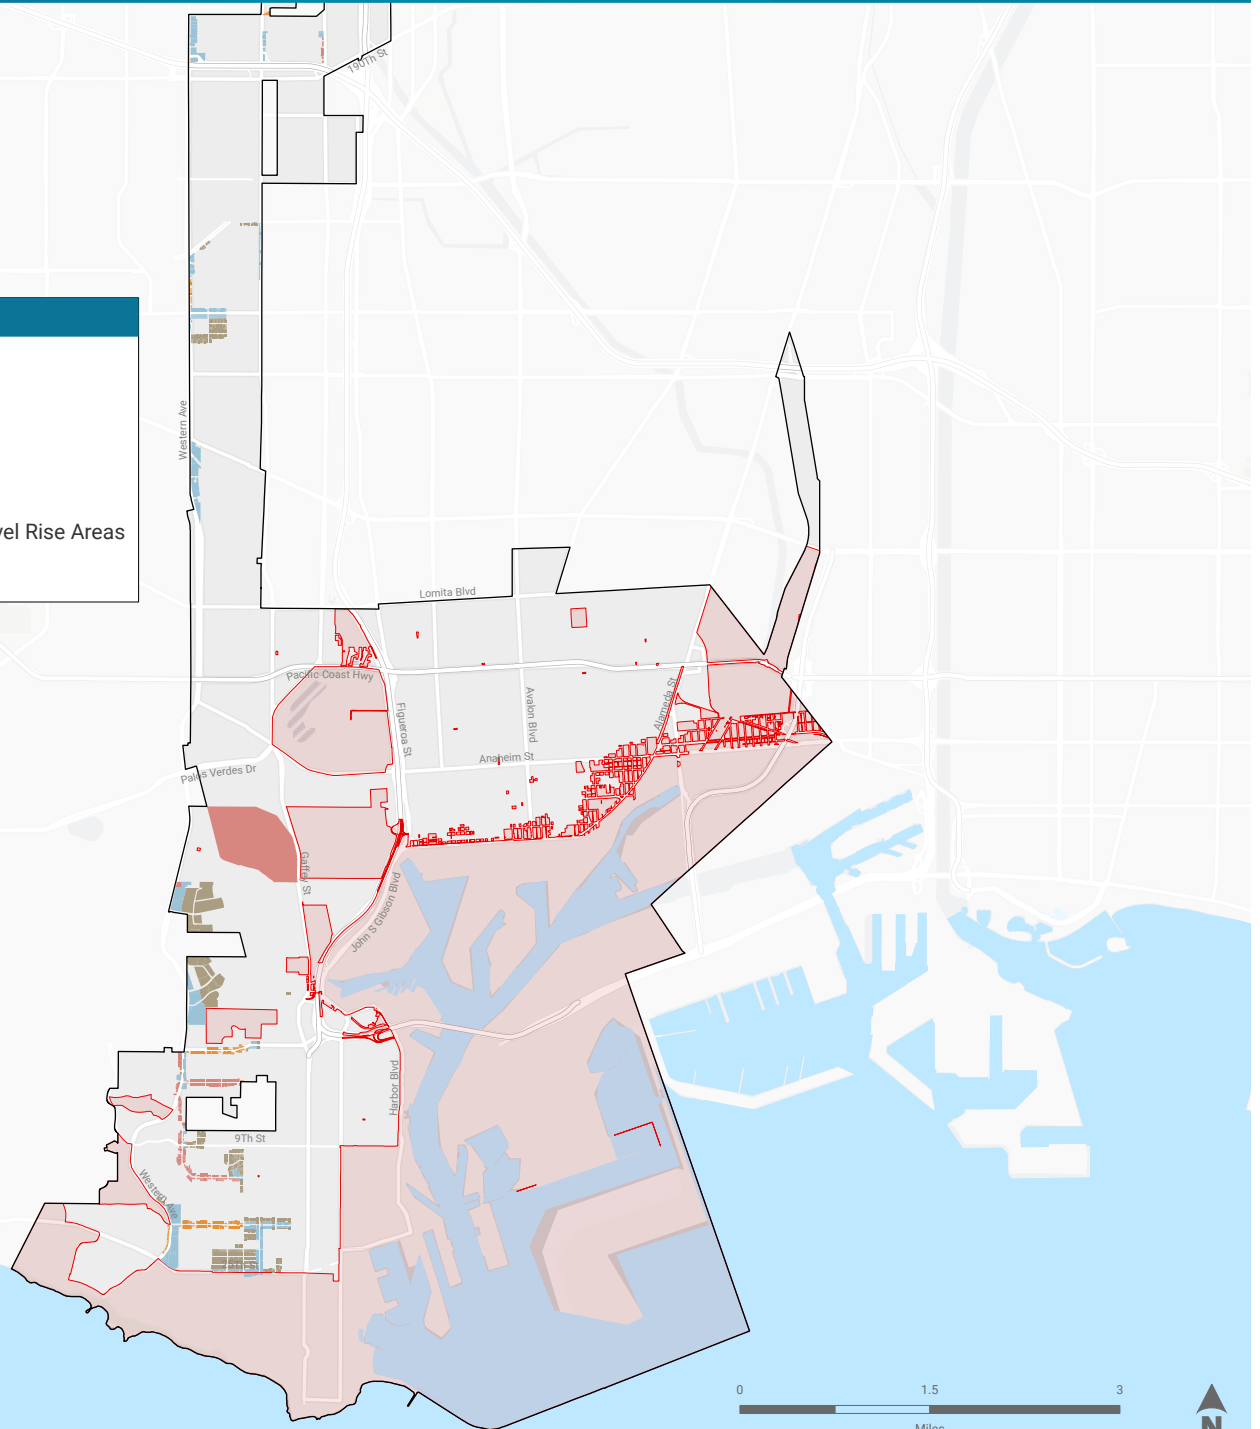 190Th St
Western Ave
vel Rise Areas
Lomita Blvd
Pacific Coast Hwy
Figueroa St
Avalon Blvd
Alameda St
Anaheim St
Palos Verdes Dr
Gaffey St
John S Gibson Blvd
Harbor Blvd
9Th St
Western Ave
0 1.5 3
Miles
N